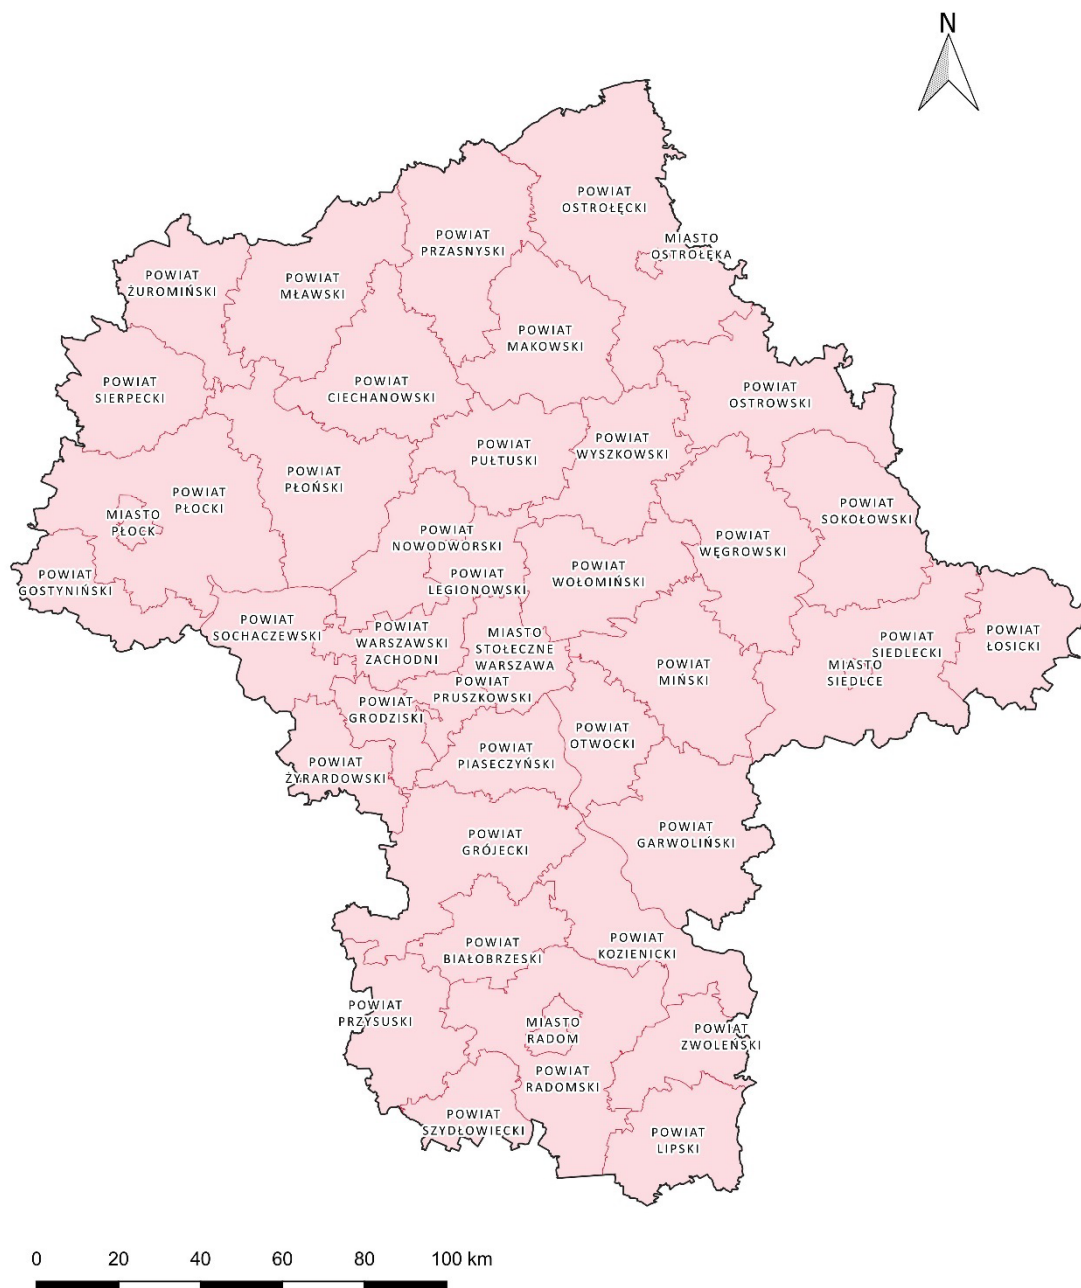 N
POWIAT
OSTROŁĘCKI
MIASTO
OSTROŁĘKA
POWIAT
PRZASNYSKI
POWIAT
ŻUROMIŃSKI
POWIAT
MŁAWSKI
POWIAT
MAKOWSKI
POWIAT
SIERPECKI
POWIAT
CIECHANOWSKI
POWIAT
OSTROWSKI
POWIAT
PUŁTUSKI
POWIAT
WYSZKOWSKI
POWIAT
PŁOŃSKI
POWIAT
PŁOCKI
MIASTO
PŁOCK
POWIAT
SOKOŁOWSKI
POWIAT
NOWODWORSKI
POWIAT
WĘGROWSKI
POWIAT
GOSTYNIŃSKI
POWIAT
LEGIONOWSKI
POWIAT
WOŁOMIŃSKI
POWIAT
SOCHACZEWSKI
POWIAT
WARSZAWSKI
ZACHODNI
MIASTO
STOŁECZNE
WARSZAWA
POWIAT
SIEDLECKI
POWIAT
ŁOSICKI
MIASTO
SIEDLCE
POWIAT
MIŃSKI
POWIAT
PRUSZKOWSKI
POWIAT
GRODZISKI
POWIAT
OTWOCKI
POWIAT
PIASECZYŃSKI
POWIAT
ŻYRARDOWSKI
POWIAT
GRÓJECKI
POWIAT
GARWOLIŃSKI
POWIAT
BIAŁOBRZESKI
POWIAT
KOZIENICKI
POWIAT
PRZYSUSKI
MIASTO
RADOM
POWIAT
ZWOLEŃSKI
POWIAT
RADOMSKI
POWIAT
SZYDŁOWIECKI
POWIAT
LIPSKI
0 20 40 60 80 100 km